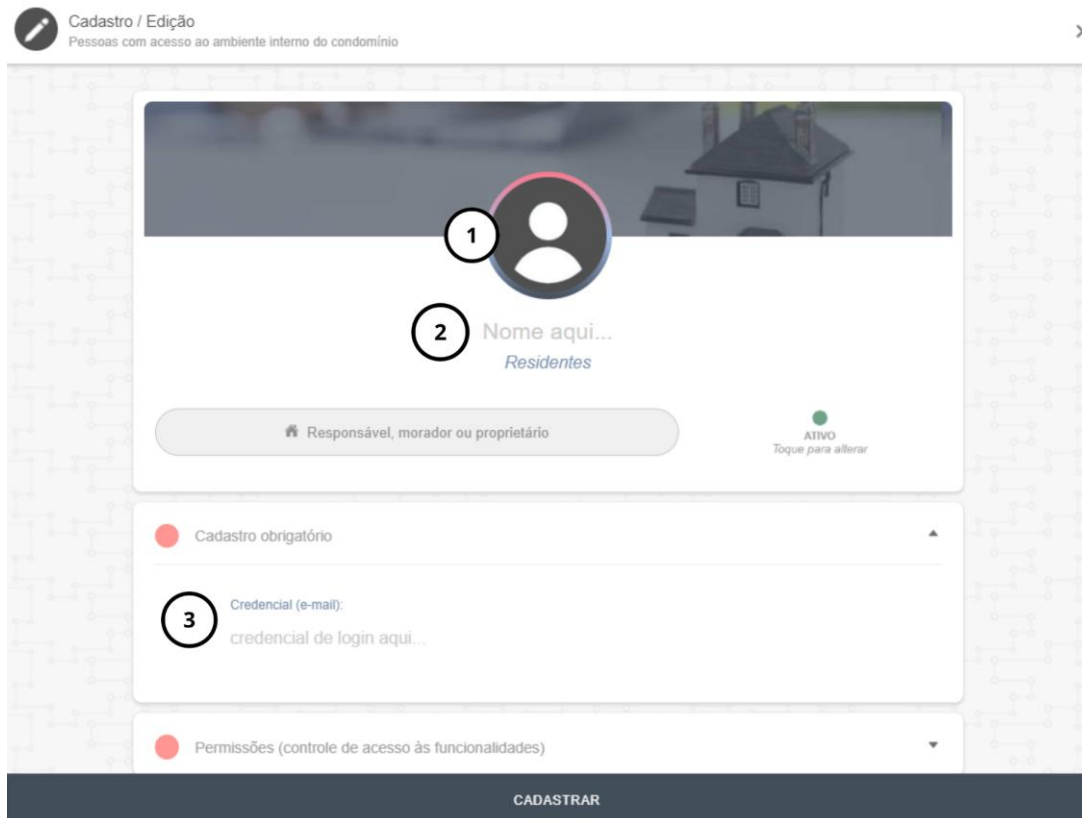 Cadastro / Edição
Pessoas com acesso ao ambiente interno do condomínio
1
2
Nome aqui...
Residentes
Responsável, morador ou proprietário
ATIVO
Toque para alterar
Cadastro obrigatório
3
Credencial (e-mail):
credencial de login aqui...
Permissões (controle de acesso às funcionalidades)
CADASTRAR